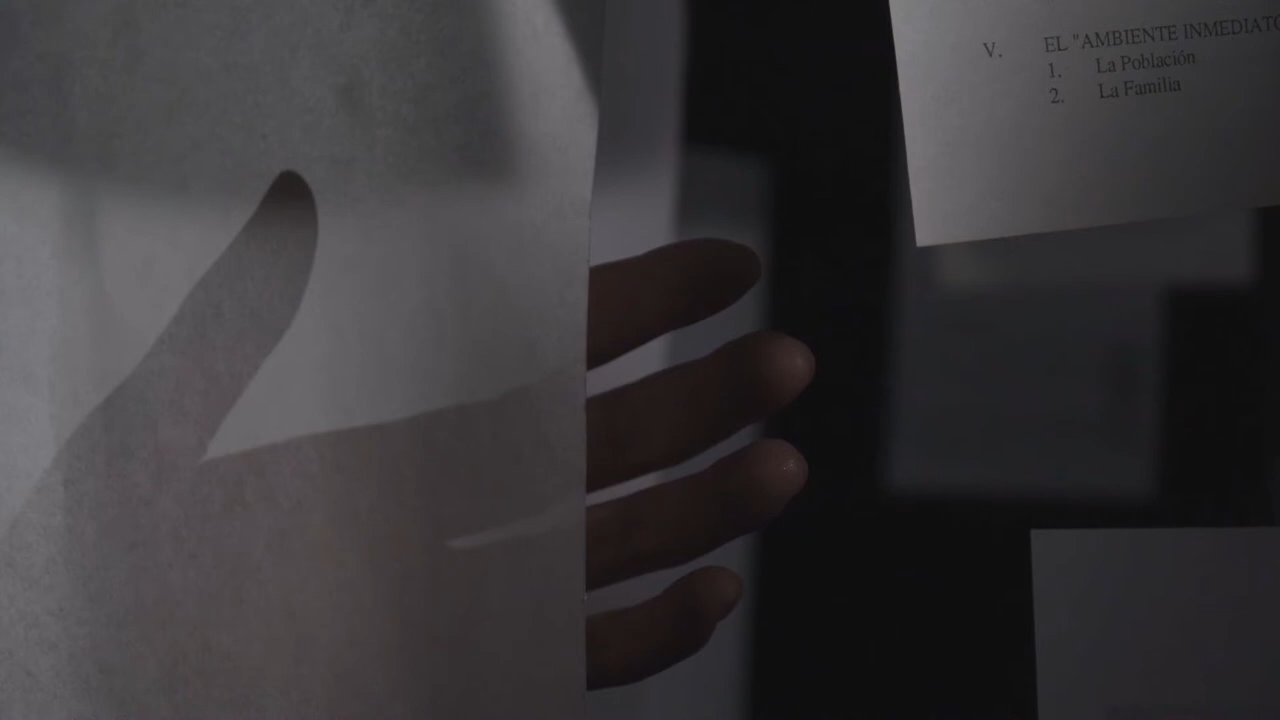 V. EL "AMBIENTE INMEDIATO
1. La Población
2. La Familia